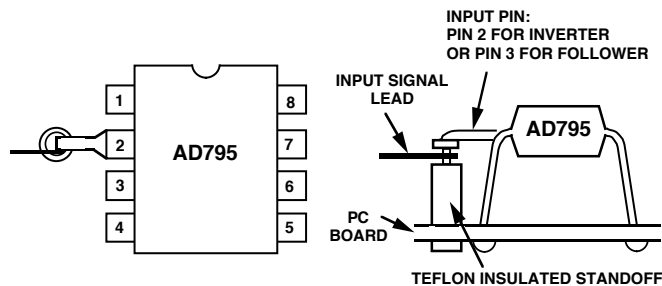 1
2
3
4
8
7
6
5
AD795
INPUT PIN:
PIN 2 FOR INVERTER
OR PIN 3 FOR FOLLOWER
INPUT SIGNAL
LEAD
AD795
PC
BOARD
TEFLON INSULATED STANDOFF